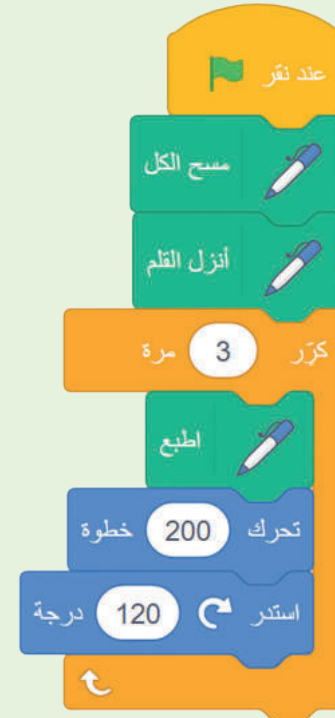 عند نقر
مسح الكل
أنزل القلم
كرّر 3 مرة
اطبع
تحرك 200 خطوة
استدر 120 درجة